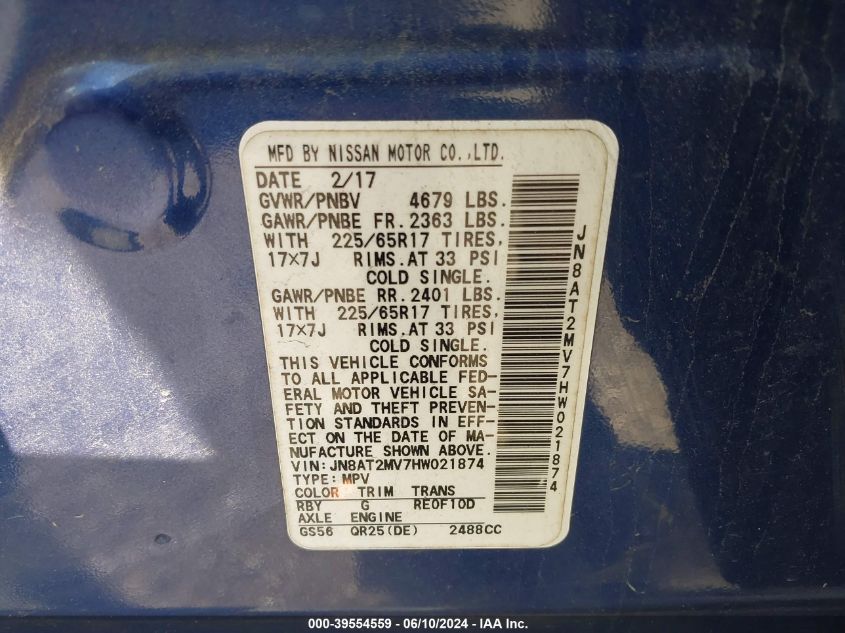 MFD BY NISSAN MOTOR CO.,LTD.
DATE 2/17
GVWR/PNBV 4679 LBS.
GAWR/PNBE FR. 2363 LBS.
WITH 225/65R17 TIRES,
17×7J RIMS. AT 33 PSI
COLD SINGLE.
GAWR/PNBE RR. 2401 LBS.
WITH 225/65R17 TIRES,
17×7J RIMS. AT 33 PSI
COLD SINGLE.
THIS VEHICLE CONFORMS
TO ALL APPLICABLE FED-
ERAL MOTOR VEHICLE SA-
FETY AND THEFT PREVEN-
TION STANDARDS IN EFF-
ECT ON THE DATE OF MA-
NUFACTURE SHOWN ABOVE.
VIN: JN8AT2MV7HW021874
TYPE: MPV
COLOR TRIM TRANS
RBY G RE0F10D
AXLE ENGINE
GS56 QR25(DE) 2488CC
JN8AT2MV7HW021874
000-39554559 - 06/10/2024 - IAA Inc.